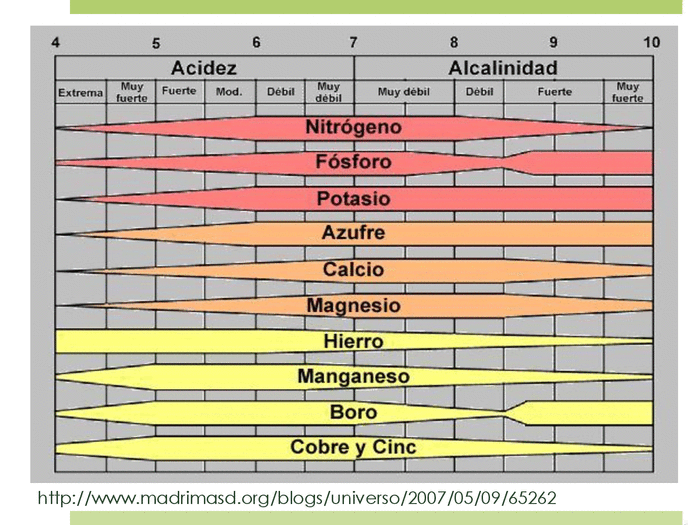 4 5 6 7 8 9 10
Acidez Alcalinidad
Extrema Muy fuerte Fuerte Mod. Débil Muy débil Muy débil Débil Fuerte Muy fuerte
Nitrógeno
Fósforo
Potasio
Azufre
Calcio
Magnesio
Hierro
Manganeso
Boro
Cobre y Cinc
http://www.madrimasd.org/blogs/universo/2007/05/09/65262